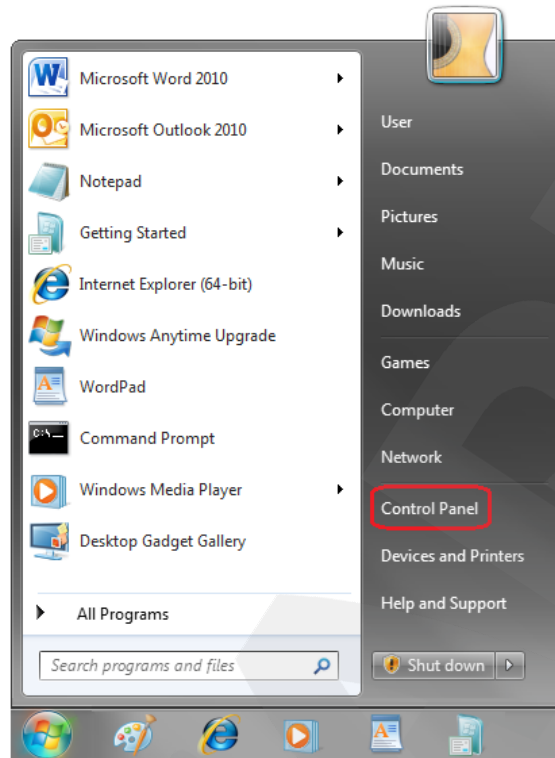 Microsoft Word 2010
Microsoft Outlook 2010
Notepad
Getting Started
Internet Explorer (64-bit)
Windows Anytime Upgrade
WordPad
C:\_
Command Prompt
Windows Media Player
Desktop Gadget Gallery
All Programs
Search programs and files
User
Documents
Pictures
Music
Downloads
Games
Computer
Network
Control Panel
Devices and Printers
Help and Support
Shut down